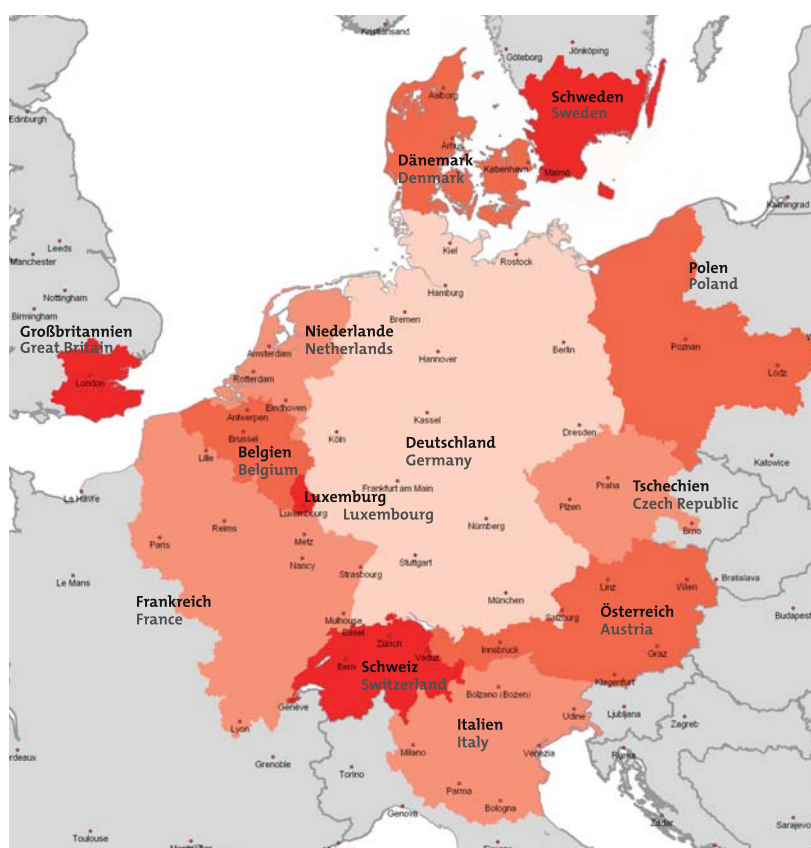 Kristiansand
Göteborg
Jönköping
Schweden
Sweden
Aalborg
Edinburgh
Århus
Dänemark
Denmark
København
Malmö
Kaliningrad
Leeds
Manchester
Kiel
Rostock
Polen
Poland
Nottingham
Hamburg
Birmingham
Bremen
Großbritannien
Great Britain
Niederlande
Netherlands
Amsterdam
Hannover
Berlin
Poznan
Rotterdam
London
Lódz
Eindhoven
Antwerpen
Kassel
Brussel
Köln
Dresden
Deutschland
Germany
Lille
Belgien
Belgium
Katowice
Frankfurt am Main
Praha
Tschechien
Czech Republic
La Havre
Luxemburg
Luxembourg
Luxembourg
Plzen
Reims
Nürnberg
Brno
Paris
Metz
Nancy
Stuttgart
Strasbourg
Le Mans
Linz
Wien
Bratislava
Frankreich
France
München
Salzburg
Österreich
Austria
Budapest
Mulhouse
Basel
Zürich
Vaduz
Innsbruck
Graz
Bern
Schweiz
Switzerland
Klagenfurt
Bolzano (Bozen)
Genève
Udine
Ljubljana
Zagreb
Lyon
Italien
Italy
Milano
Venezia
Rijeka
rdeaux
Grenoble
Torino
Parma
Bologna
Genova
Zadar
Sarajevo
Toulouse